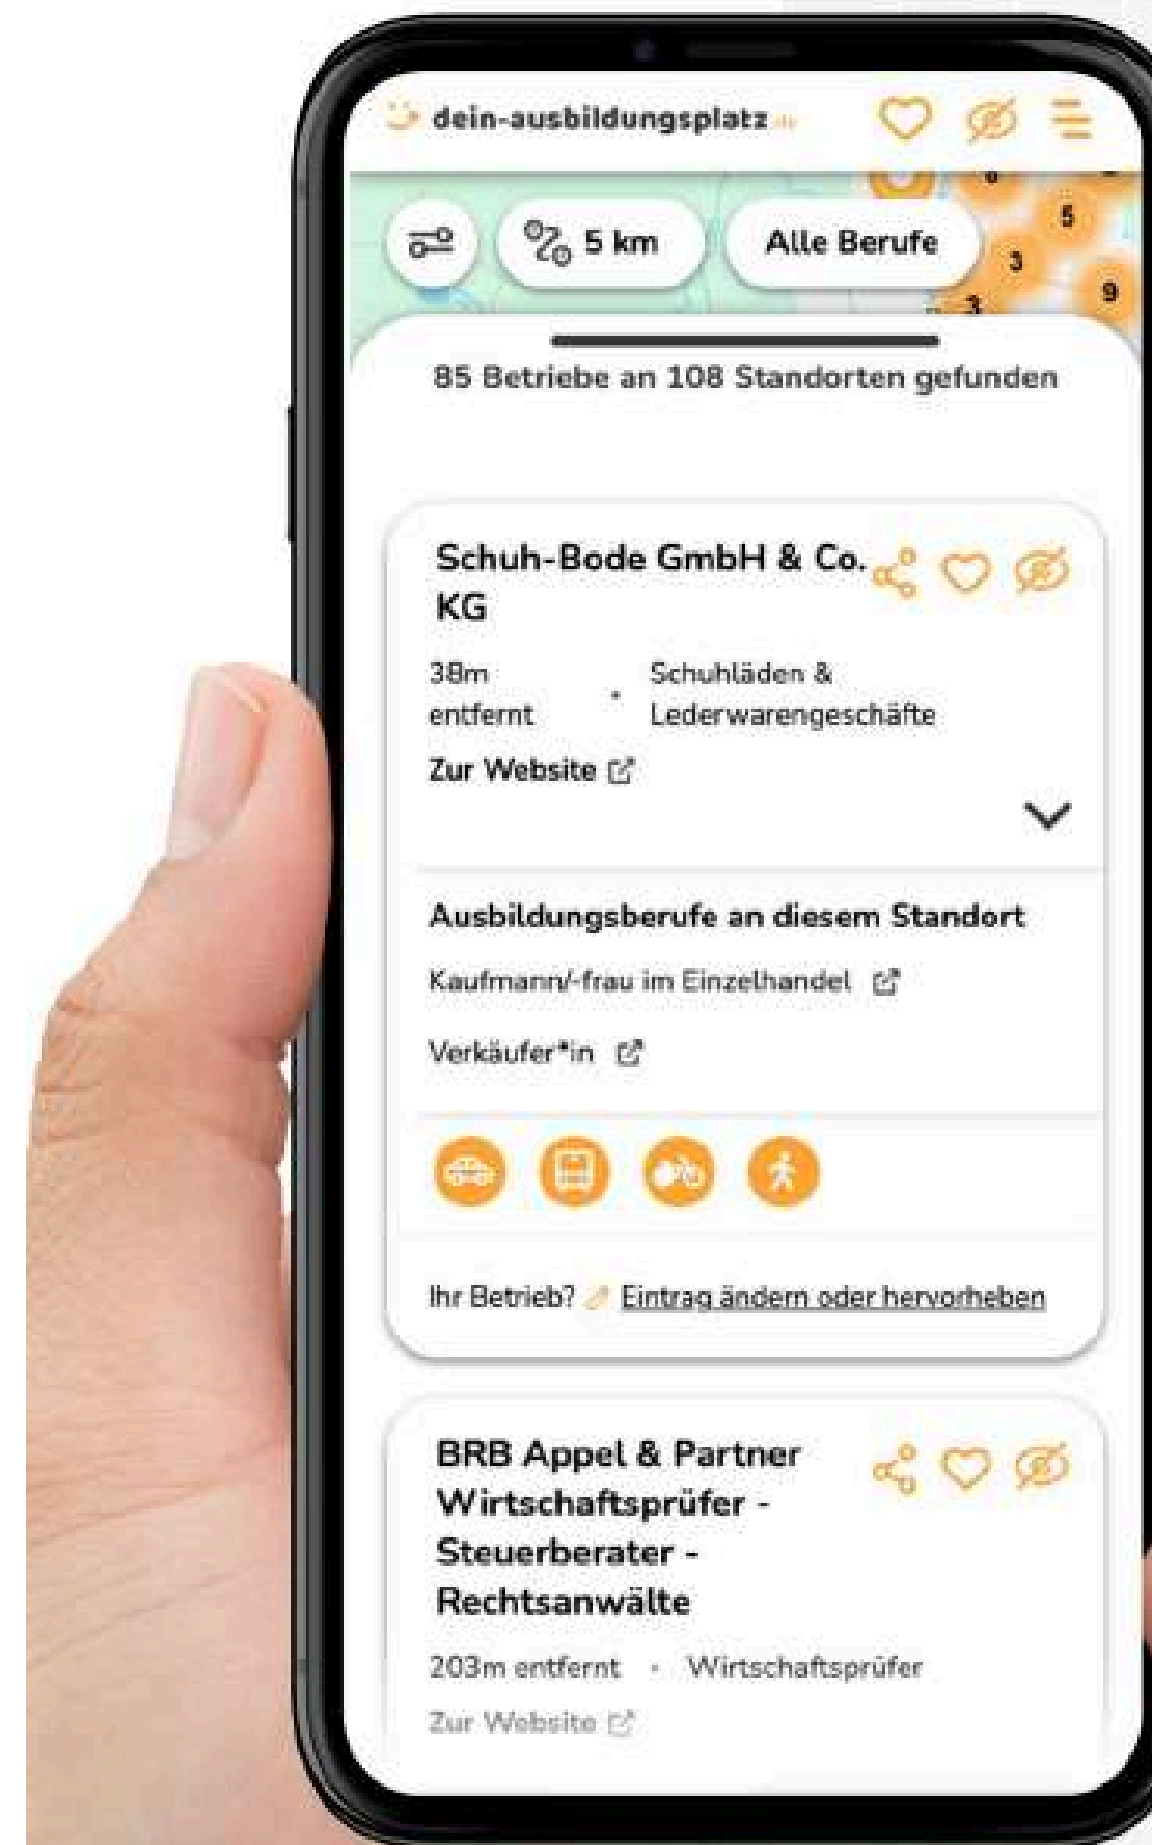 dein-ausbildungsplatz.de
5 km
Alle Berufe
5
3
9
3
85 Betriebe an 108 Standorten gefunden
Schuh-Bode GmbH & Co.
KG
38m
entfernt
·
Schuhläden &
Lederwarengeschäfte
Zur Website
Ausbildungsberufe an diesem Standort
Kaufmann/-frau im Einzelhandel
Verkäufer*in
Ihr Betrieb? Eintrag ändern oder hervorheben
BRB Appel & Partner
Wirtschaftsprüfer -
Steuerberater -
Rechtsanwälte
203m entfernt · Wirtschaftsprüfer
Zur Website